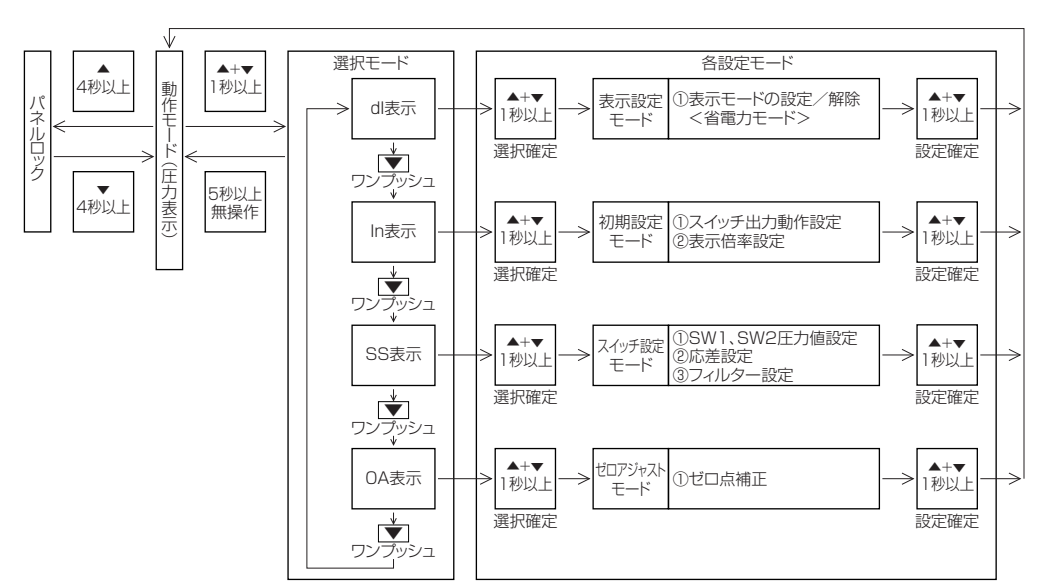 パネルロック
▲
4秒以上
▼
4秒以上
動作モード(圧力表示)
▲+▼
1秒以上
5秒以上
無操作
選択モード
dl表示
▼
ワンプッシュ
In表示
▼
ワンプッシュ
SS表示
▼
ワンプッシュ
0A表示
▼
ワンプッシュ
各設定モード
▲+▼
1秒以上
選択確定
表示設定
モード
①表示モードの設定/解除
<省電力モード>
▲+▼
1秒以上
設定確定
▲+▼
1秒以上
選択確定
初期設定
モード
①スイッチ出力動作設定
②表示倍率設定
▲+▼
1秒以上
設定確定
▲+▼
1秒以上
選択確定
スイッチ設定
モード
①SW1、SW2圧力値設定
②応差設定
③フィルター設定
▲+▼
1秒以上
設定確定
▲+▼
1秒以上
選択確定
ゼロアジャスト
モード
①ゼロ点補正
▲+▼
1秒以上
設定確定